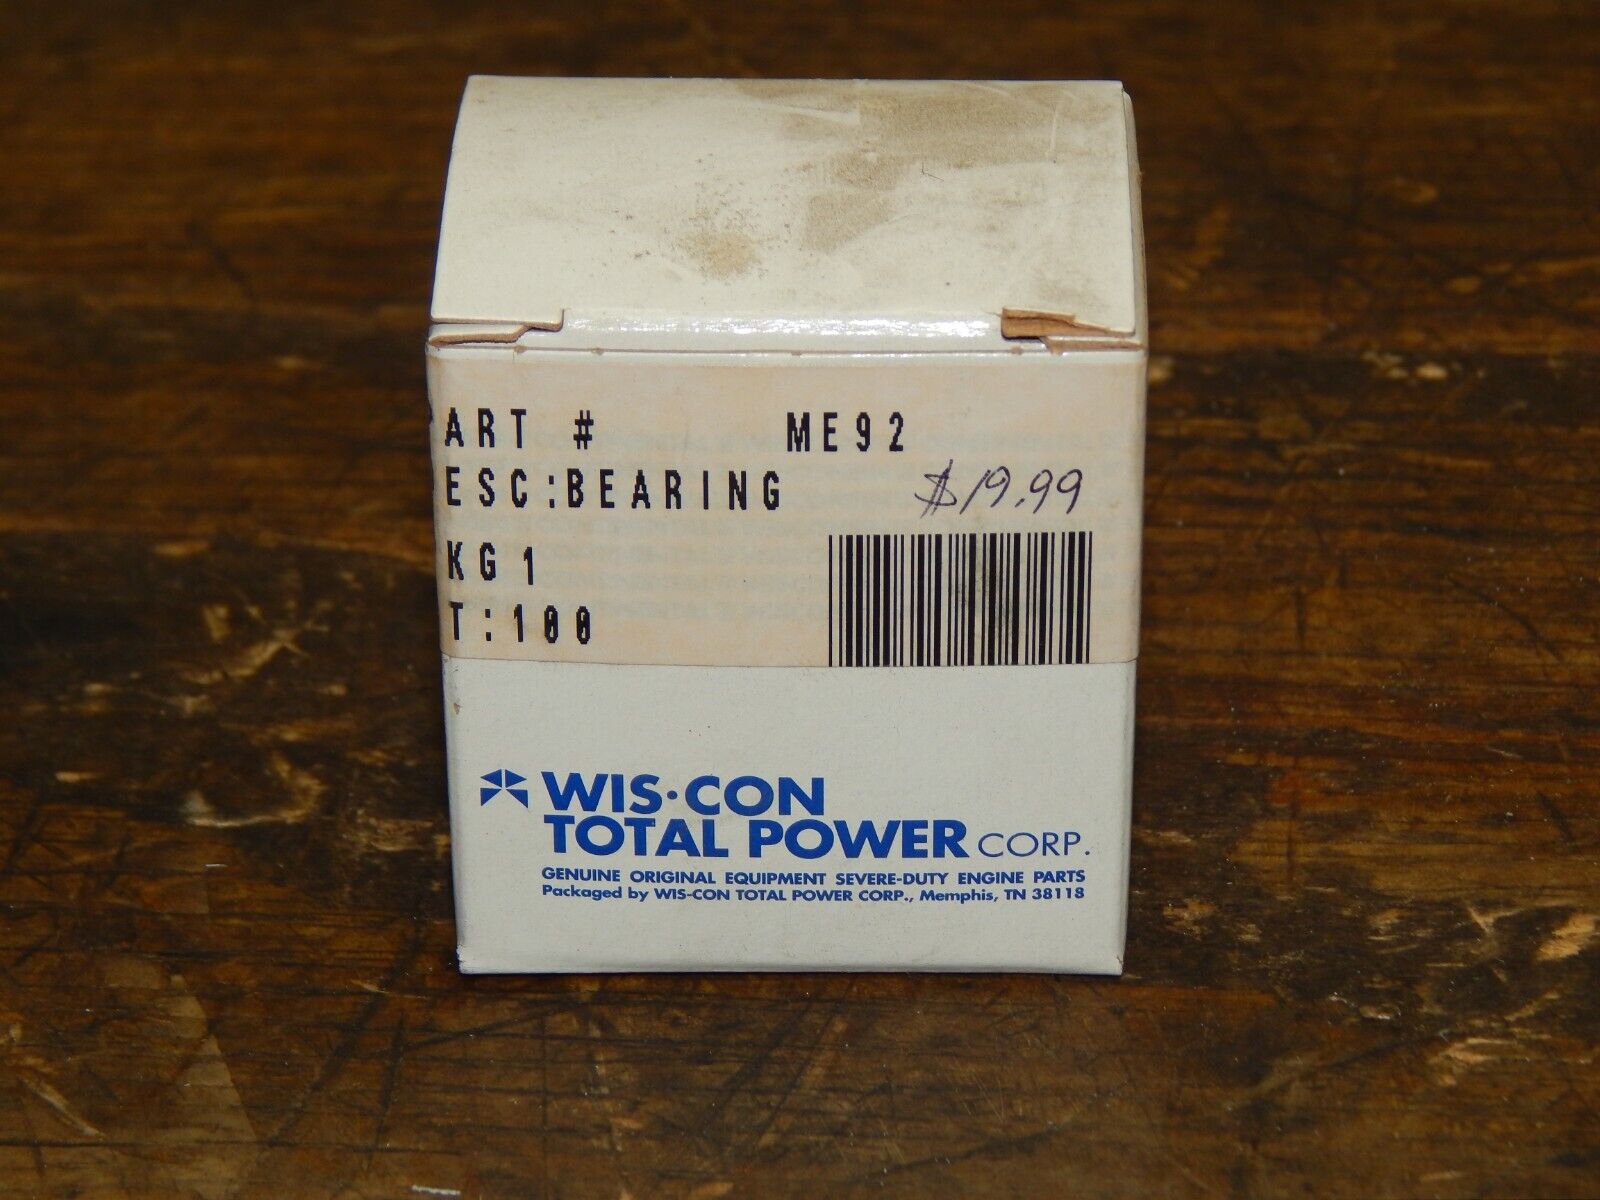 ART # ME92
ESC:BEARING $19.99
KG 1
T:100
WIS·CON
TOTAL POWER CORP.
GENUINE ORIGINAL EQUIPMENT SEVERE-DUTY ENGINE PARTS
Packaged by WIS-CON TOTAL POWER CORP., Memphis, TN 38118